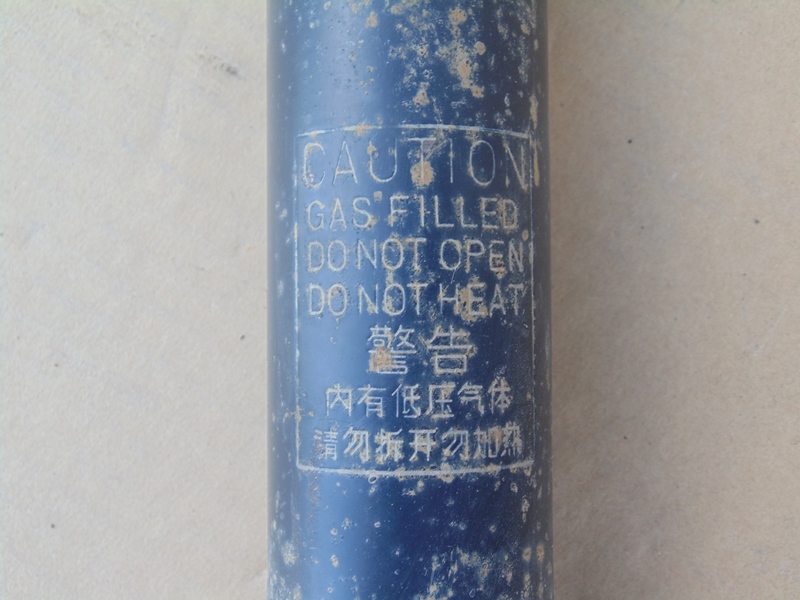 CAUTION
GAS FILLED
DO NOT OPEN
DO NOT HEAT
警告
内有低压气体
请勿拆开勿加热